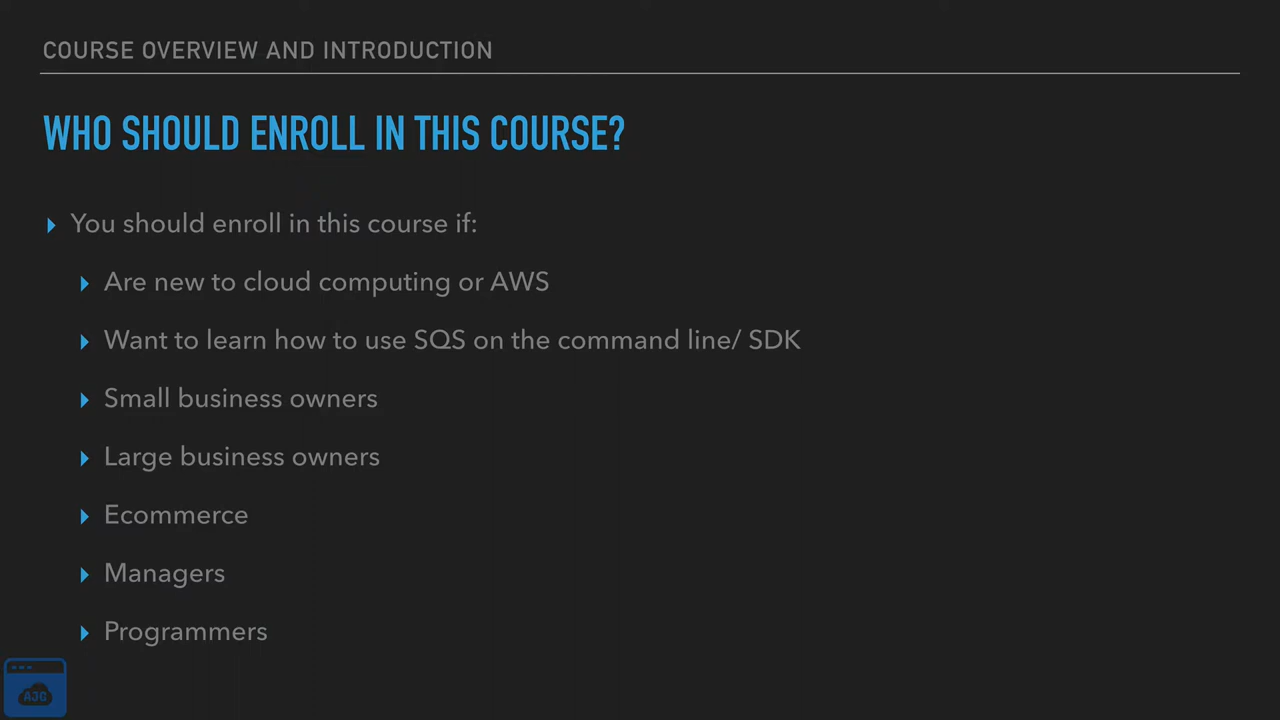 COURSE OVERVIEW AND INTRODUCTION
WHO SHOULD ENROLL IN THIS COURSE?
You should enroll in this course if:
Are new to cloud computing or AWS
Want to learn how to use SQS on the command line/ SDK
Small business owners
Large business owners
Ecommerce
Managers
Programmers
AJG